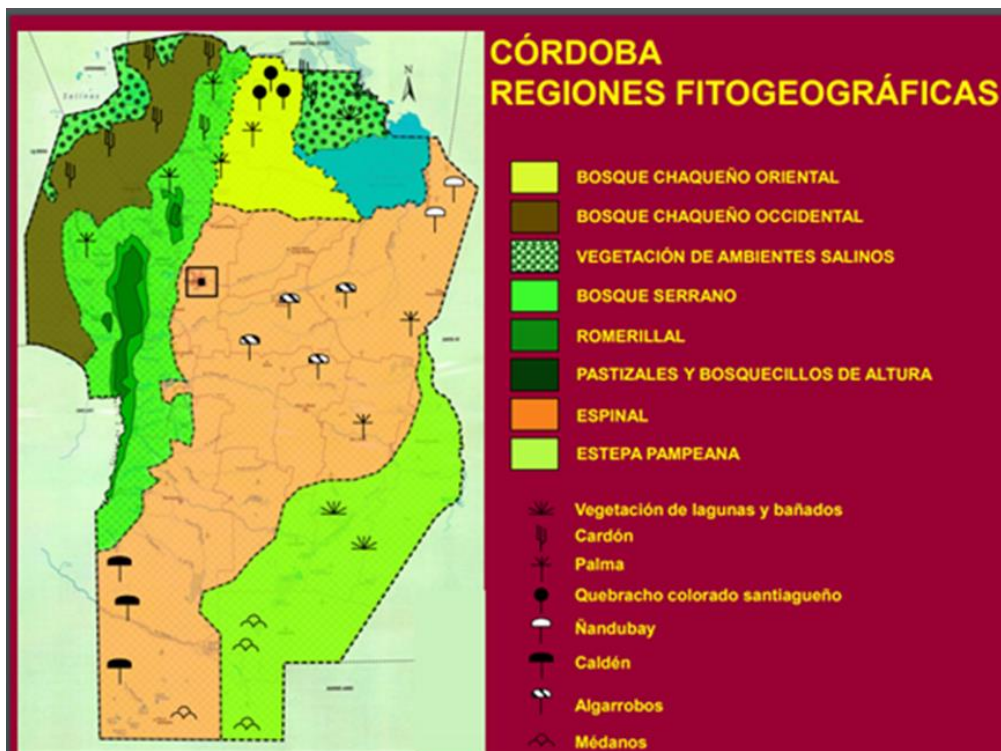 CÓRDOBA
REGIONES FITOGEOGRÁFICAS
BOSQUE CHAQUEÑO ORIENTAL
BOSQUE CHAQUEÑO OCCIDENTAL
VEGETACIÓN DE AMBIENTES SALINOS
BOSQUE SERRANO
ROMERILLAL
PASTIZALES Y BOSQUECILLOS DE ALTURA
ESPINAL
ESTEPA PAMPEANA
Vegetación de lagunas y bañados
Cardón
Palma
Quebracho colorado santiagueño
Ñandubay
Caldén
Algarrobos
Médanos
N
Salinas